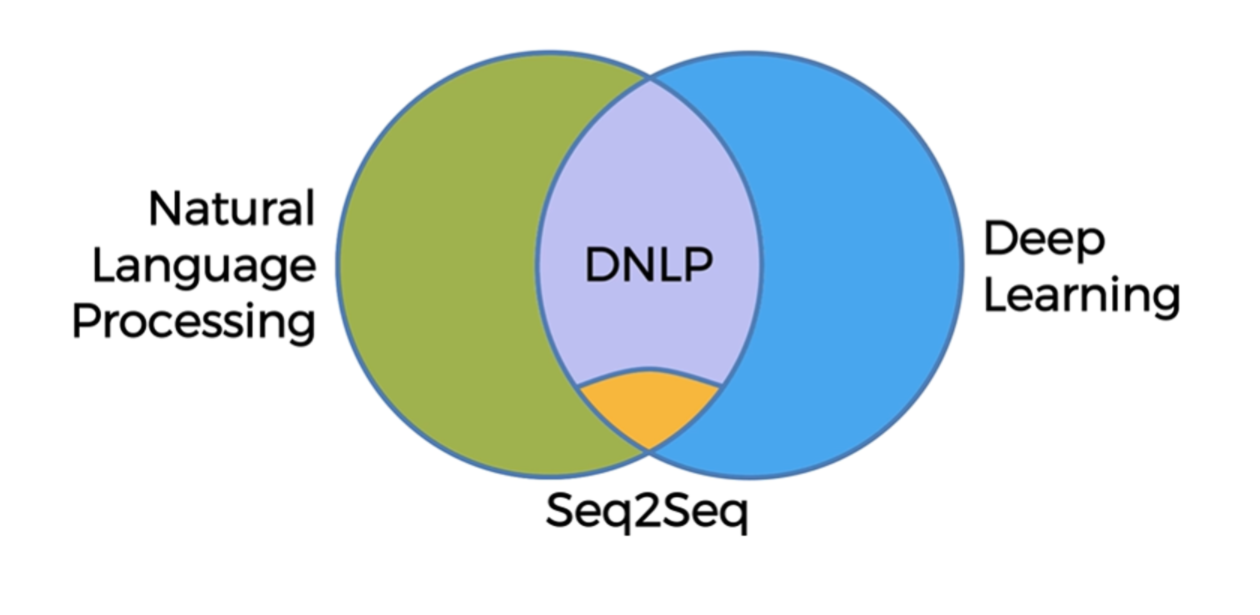 Natural
Language
Processing
DNLP
Deep
Learning
Seq2Seq